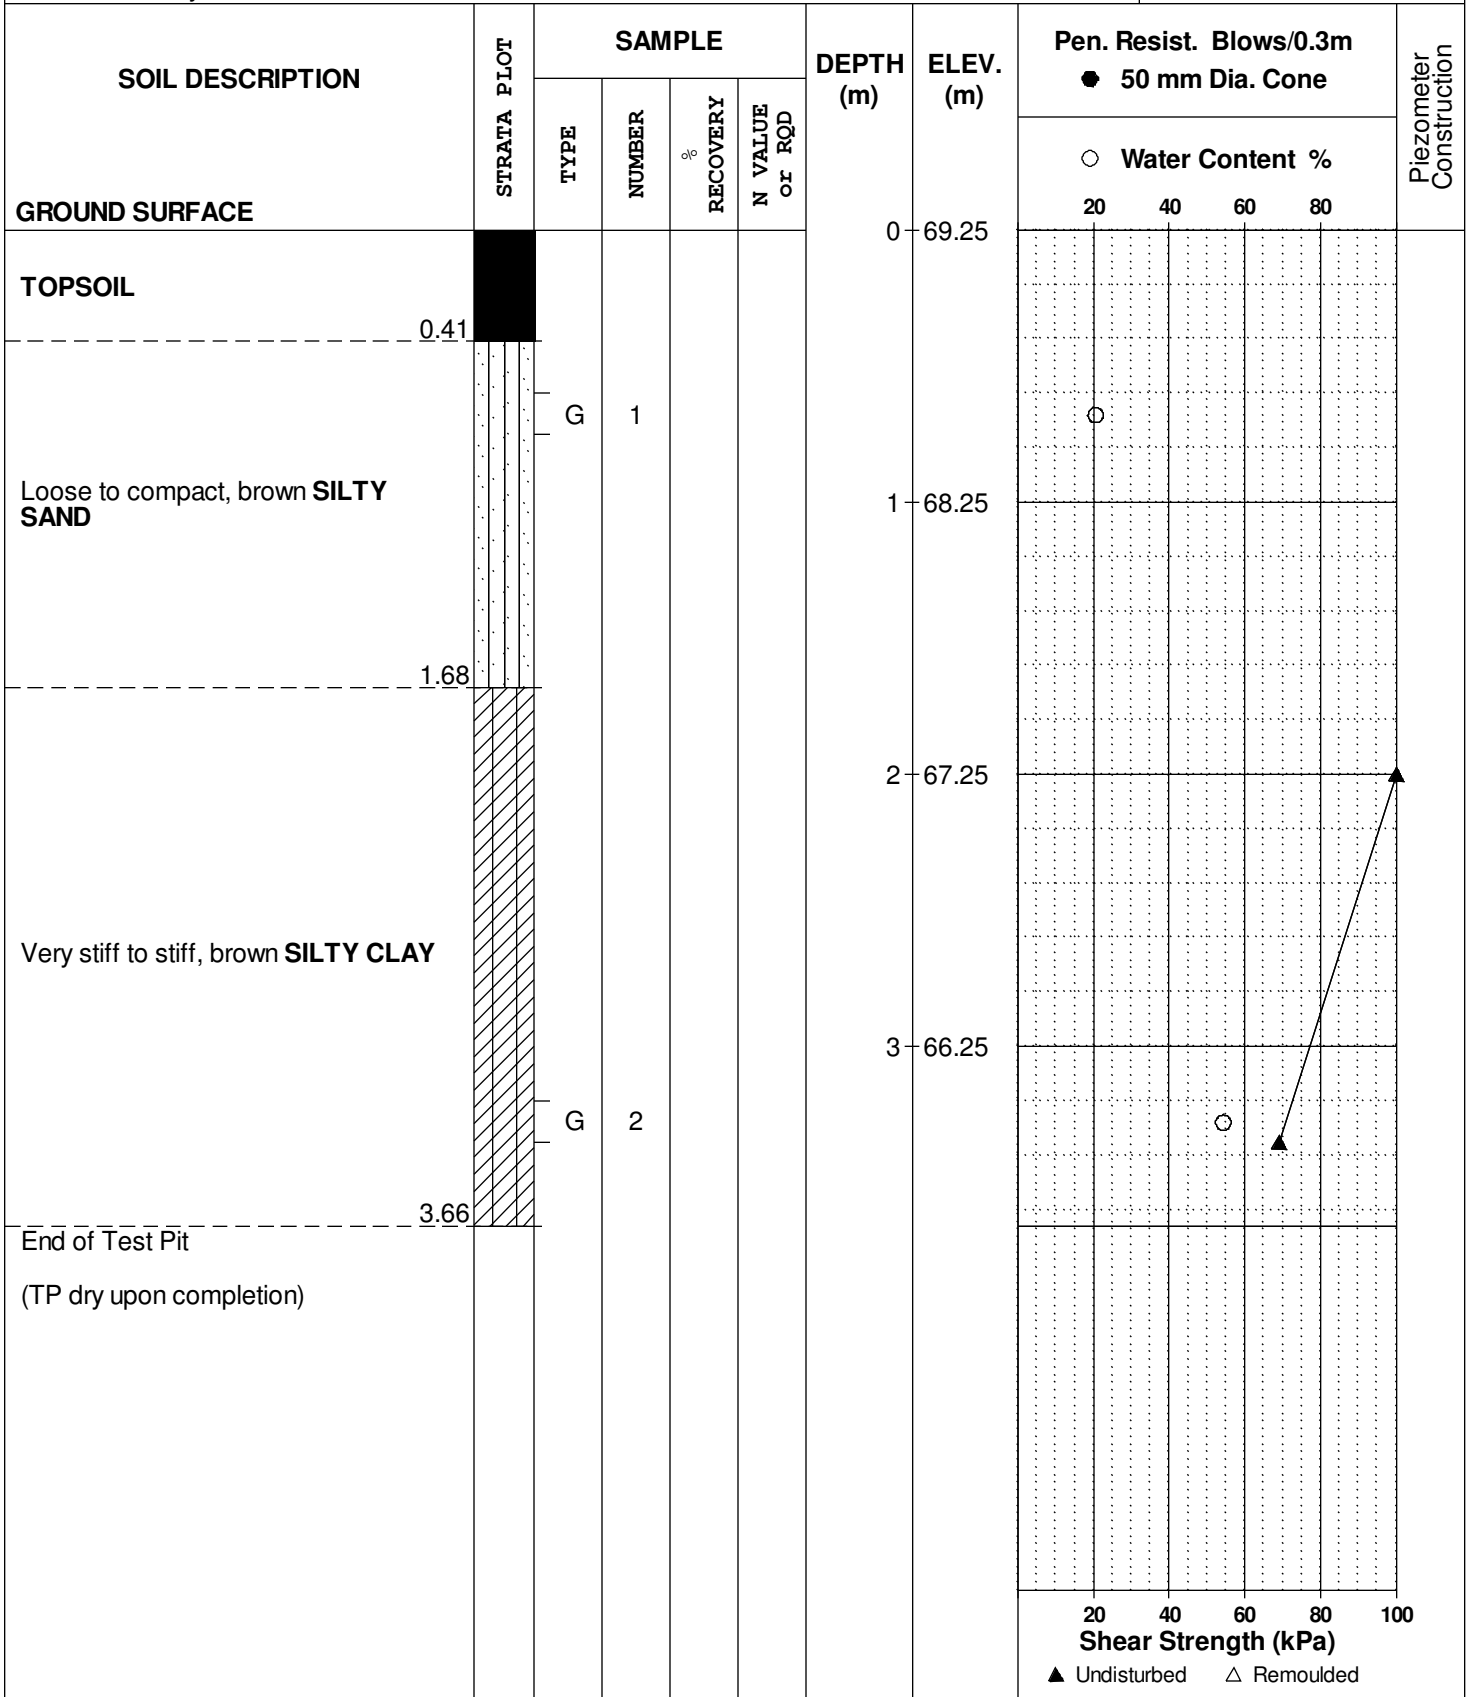 SOIL DESCRIPTION
GROUND SURFACE
STRATA PLOT
SAMPLE
TYPE
NUMBER
%
RECOVERY
N VALUE
or RQD
DEPTH
(m)
ELEV.
(m)
Pen. Resist. Blows/0.3m
● 50 mm Dia. Cone
○ Water Content %
20 40 60 80
Piezometer
Construction
0 69.25
TOPSOIL
0.41
G 1
Loose to compact, brown SILTY
SAND
1 68.25
1.68
2 67.25
Very stiff to stiff, brown SILTY CLAY
3 66.25
G 2
3.66
End of Test Pit
(TP dry upon completion)
20 40 60 80 100
Shear Strength (kPa)
▲ Undisturbed △ Remoulded